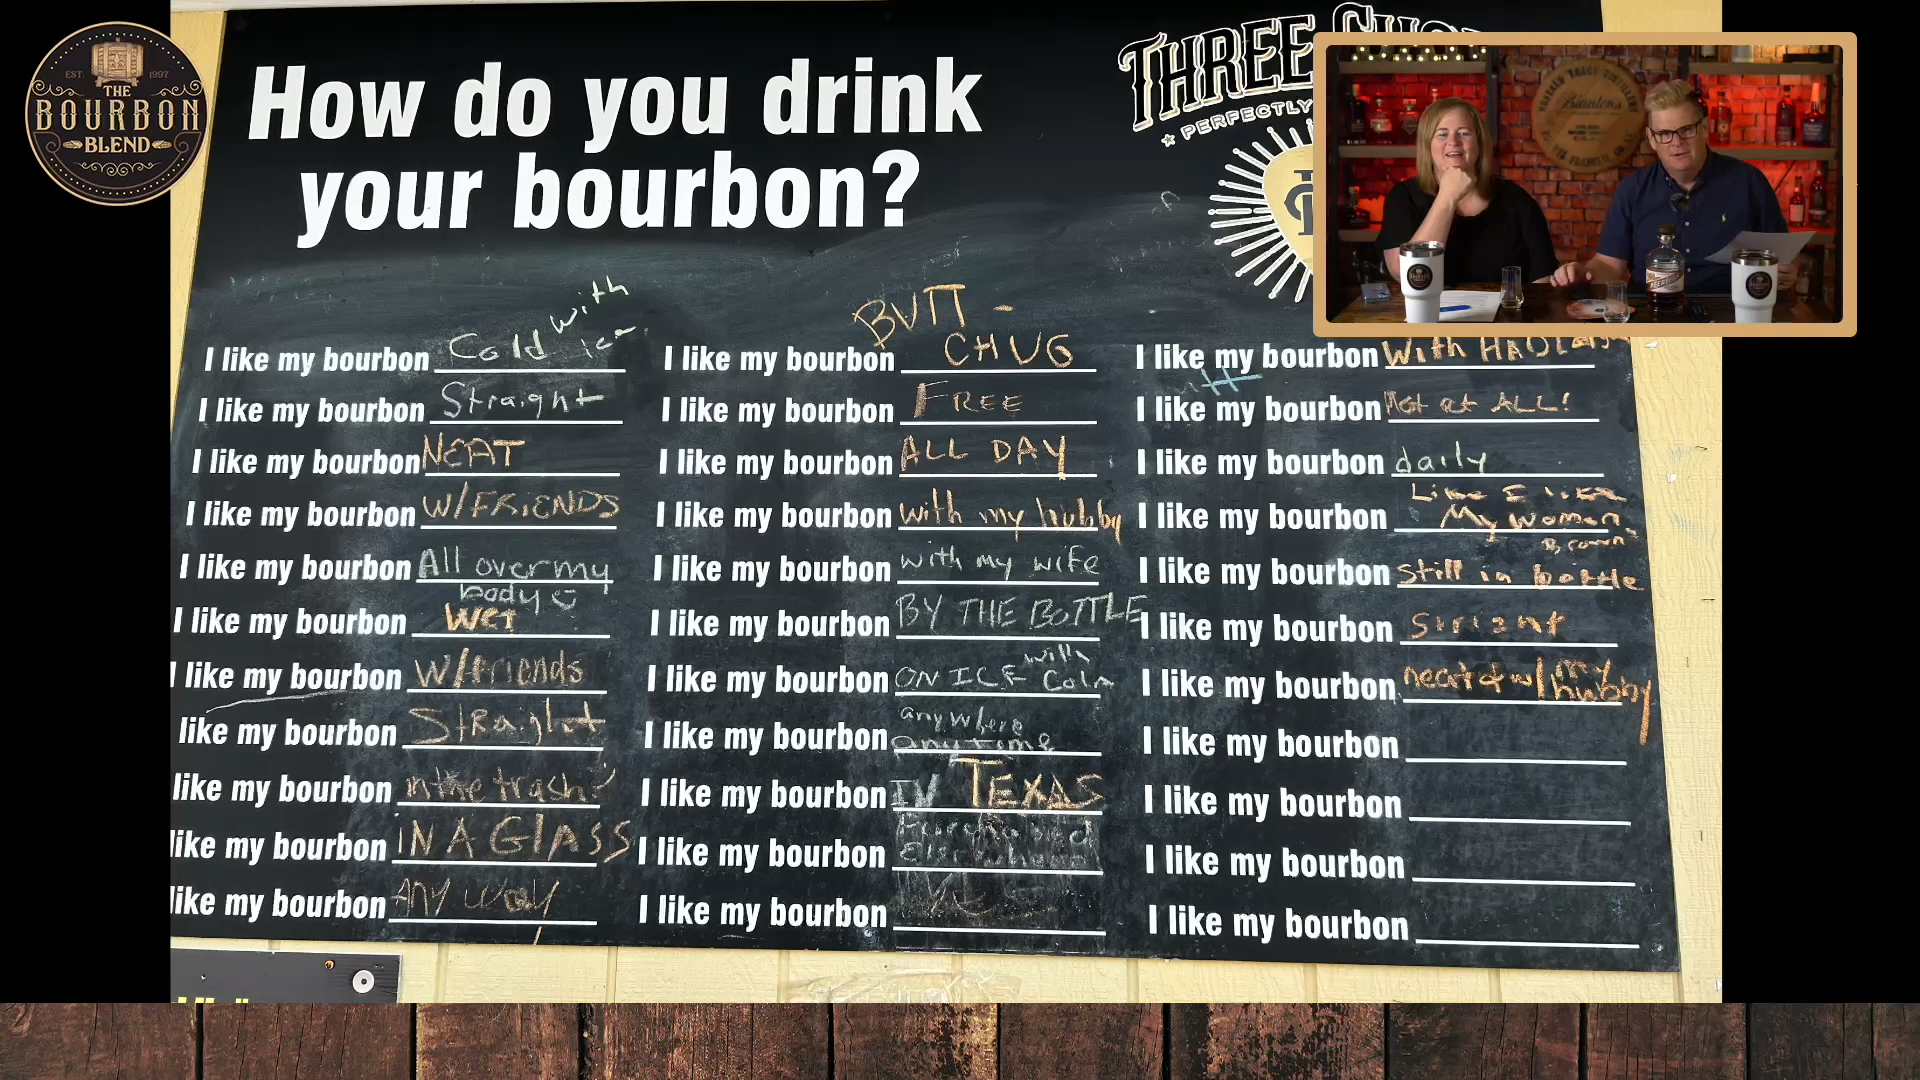 EST. 1997
THE
BOURBON
BLEND
How do you drink
your bourbon?
THREE
PERFECTLY
I like my bourbon Cold with ice
I like my bourbon Straight
I like my bourbon NEAT
I like my bourbon W/FRiENDS
I like my bourbon All over my
body
I like my bourbon WET
I like my bourbon W/friends
like my bourbon STRaight
like my bourbon in the trash?
like my bourbon iN A GlASS
like my bourbon ANY WAY
I like my bourbon BUTT-
CHUG
I like my bourbon FREE
I like my bourbon ALL DAY
I like my bourbon with my hubby
I like my bourbon with my wife
I like my bourbon BY THE BOTTLE
I like my bourbon ON ICE with Cola
I like my bourbon anywhere
anytime
I like my bourbon IN TEXAS
I like my bourbon
I like my bourbon
I like my bourbon With
I like my bourbon Not at ALL!
I like my bourbon daily
I like my bourbon Like I like
My women
Brown
I like my bourbon still in bottle
I like my bourbon Strignt
I like my bourbon neat & w/ my
hubby
I like my bourbon
I like my bourbon
I like my bourbon
I like my bourbon
Blanton's